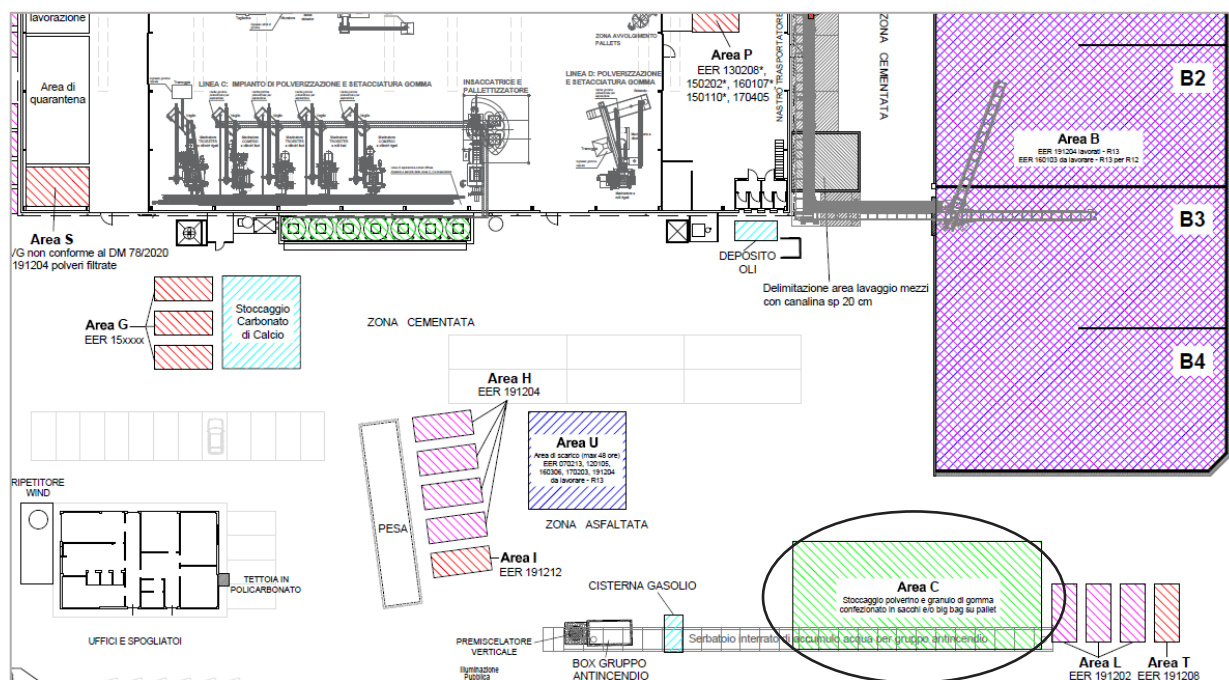 lavorazione
Area di
quarantena
ZONA AVVOLGIMENTO
PALLETS
Area P
EER 130208*,
150202*, 160107*,
150110*, 170405
NASTRO TRASPORTATORE
ZONA CEMENTATA
B2
LINEA C: IMPIANTO DI POLVERIZZAZIONE E SETACCIATURA GOMMA
INSACCATRICE E
PALLETTIZZATORE
LINEA D: POLVERIZZAZIONE
E SETACCIATURA GOMMA
Area B
EER 191204 lavorati - R13
EER 160103 da lavorare - R13 per R12
B3
Area S
/G non conforme al DM 78/2020
191204 polveri filtrate
DEPOSITO
OLI
Delimitazione area lavaggio mezzi
con canalina sp 20 cm
Area G
EER 15xxxx
Stoccaggio
Carbonato
di Calcio
ZONA CEMENTATA
B4
Area H
EER 191204
Area U
Area di scarico (max 48 ore)
EER 070213, 120105,
160306, 170203, 191204
da lavorare - R13
RIPETITORE
WIND
PESA
ZONA ASFALTATA
Area I
EER 191212
TETTOIA IN
POLICARBONATO
CISTERNA GASOLIO
Area C
Stoccaggio polverino e granulo di gomma
confezionato in sacchi e/o big bag su pallet
UFFICI E SPOGLIATOI
PREMISCELATORE
VERTICALE
Serbatoio interrato di accumulo acqua per gruppo antincendio
BOX GRUPPO
ANTINCENDIO
Illuminazione
Pubblica
Area L
EER 191202
Area T
EER 191208